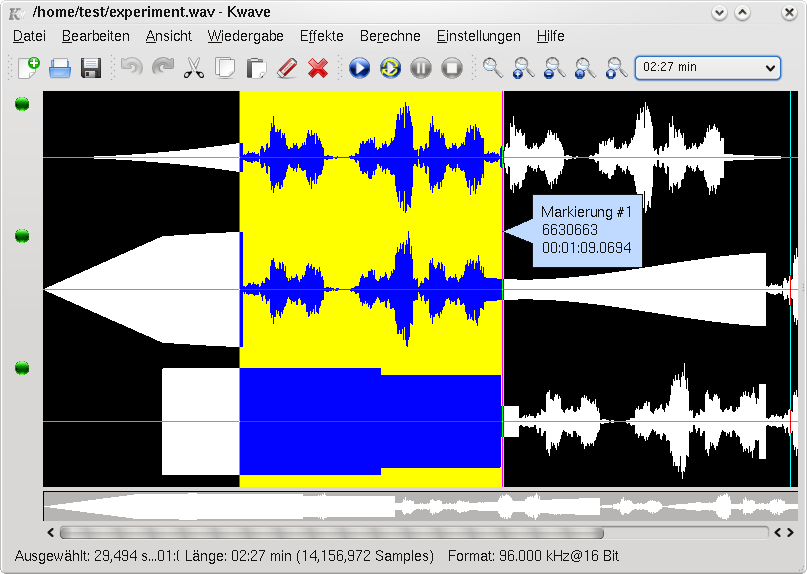 /home/test/experiment.wav - Kwave
Datei Bearbeiten Ansicht Wiedergabe Effekte Berechne Einstellungen Hilfe
02:27 min
Markierung #1
6630663
00:01:09.0694
Ausgewählt: 29,494 s...01:( Länge: 02:27 min (14,156,972 Samples) Format: 96.000 kHz@16 Bit